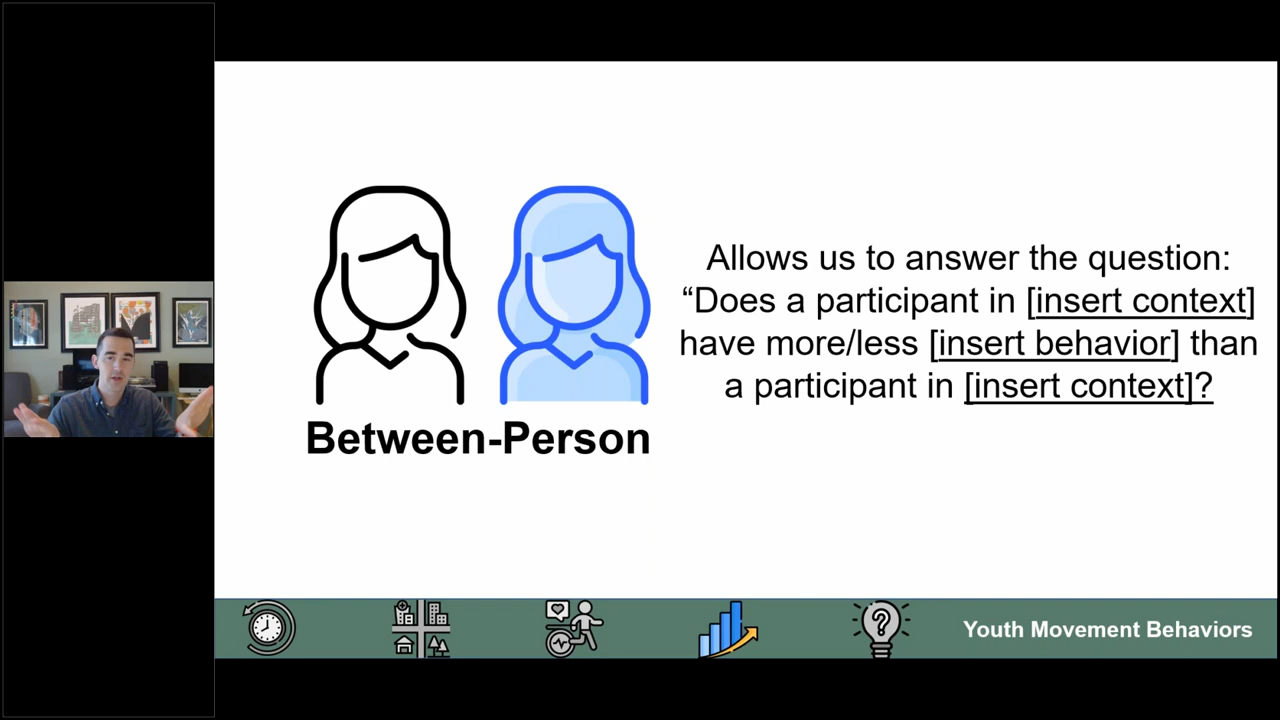 Allows us to answer the question:
“Does a participant in [insert context]
have more/less [insert behavior] than
a participant in [insert context]?
Between-Person
Youth Movement Behaviors